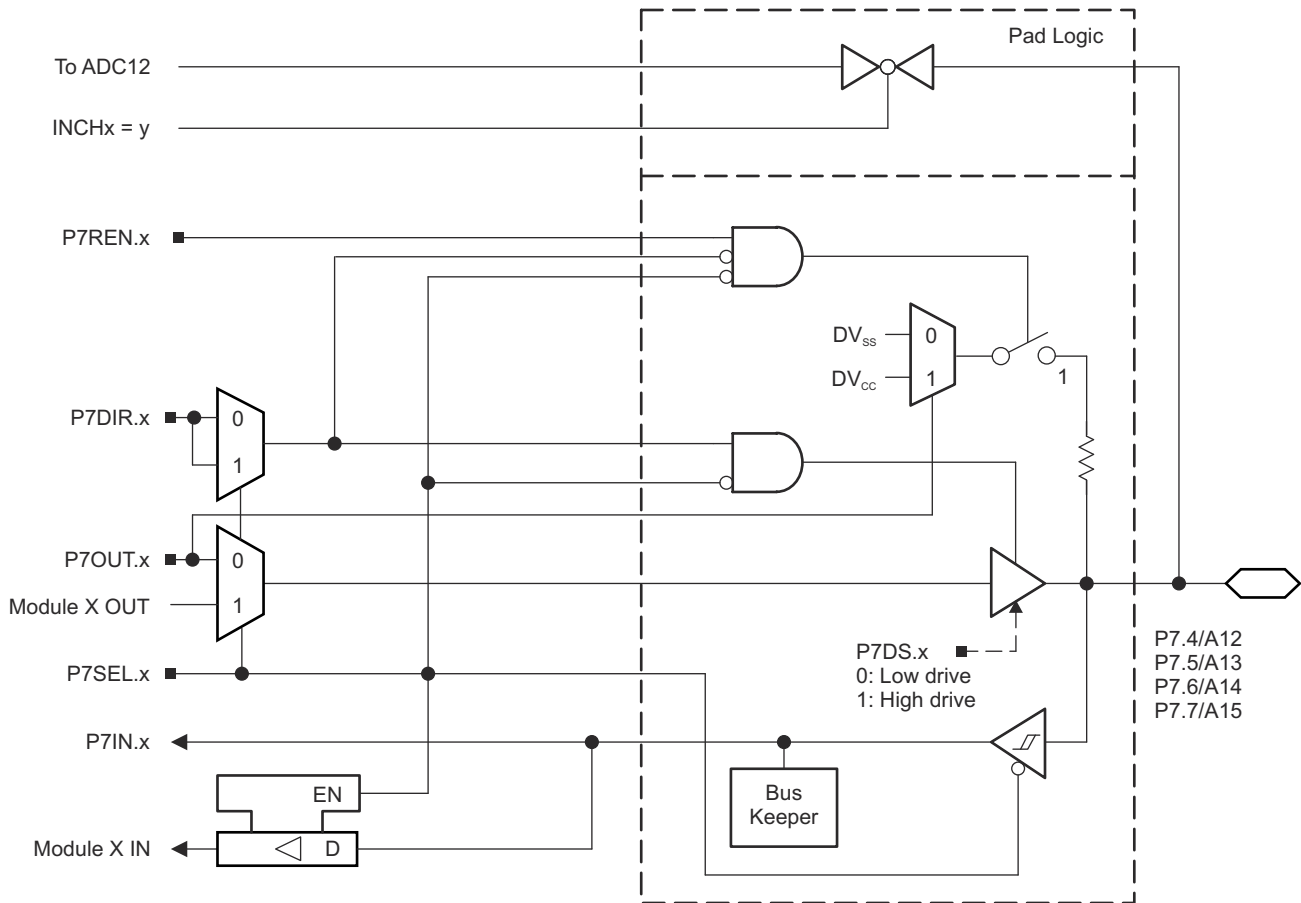 Pad Logic
To ADC12
INCHx = y
P7REN.x
DVSS
0
DVCC
1
1
P7DIR.x
0
1
P7OUT.x
0
Module X OUT
1
P7SEL.x
P7DS.x
0: Low drive
1: High drive
P7.4/A12
P7.5/A13
P7.6/A14
P7.7/A15
P7IN.x
EN
Bus
Keeper
Module X IN
D